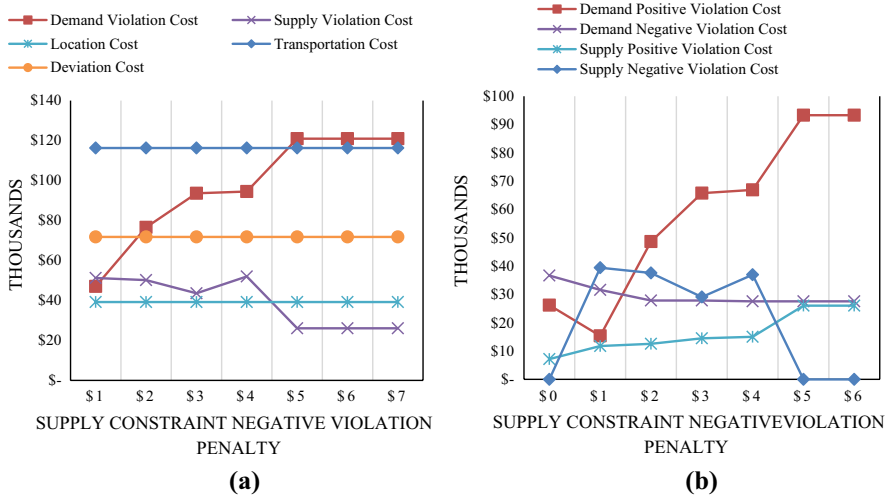 Demand Violation Cost
Supply Violation Cost
Location Cost
Transportation Cost
Deviation Cost
$140
$120
$100
$80
$60
$40
$20
$-
THOUSANDS
$ 1 $ 2 $ 3 $ 4 $ 5 $ 6 $ 7
SUPPLY CONSTRAINT NEGATIVE VIOLATION
PENALTY
(a)
Demand Positive Violation Cost
Demand Negative Violation Cost
Supply Positive Violation Cost
Supply Negative Violation Cost
$100
$90
$80
$70
$60
$50
$40
$30
$20
$10
$-
THOUSANDS
$ 0 $ 1 $ 2 $ 3 $ 4 $ 5 $ 6
SUPPLY CONSTRAINT NEGATIVEVIOLATION
PENALTY
(b)